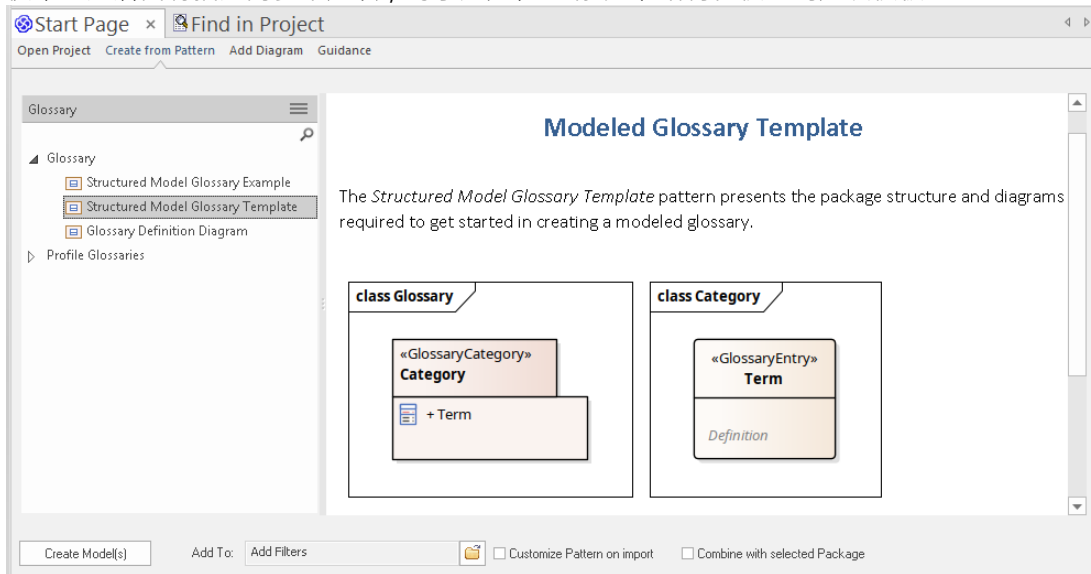 Start Page × Find in Project
Open Project Create from Pattern Add Diagram Guidance
Glossary
Glossary
Structured Model Glossary Example
Structured Model Glossary Template
Glossary Definition Diagram
Profile Glossaries
Modeled Glossary Template
The Structured Model Glossary Template pattern presents the package structure and diagrams
required to get started in creating a modeled glossary.
class Glossary
«GlossaryCategory»
Category
+ Term
class Category
«GlossaryEntry»
Term
Definition
Create Model(s) Add To: Add Filters Customize Pattern on import Combine with selected Package